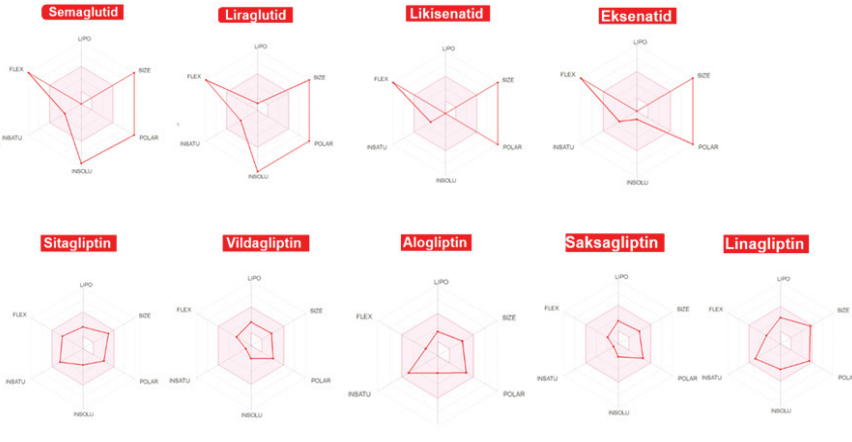 Semaglutid
Liraglutid
Likisenatid
Eksenatid
LIPO
LIPO
LIPO
LIPO
FLEX
SIZE
FLEX
SIZE
FLEX
SIZE
FLEX
SIZE
INSATU
POLAR
INSATU
POLAR
INSATU
POLAR
INSATU
POLAR
INSOLU
INSOLU
INSOLU
INSOLU
Sitagliptin
Vildagliptin
Alogliptin
Saksagliptin
Linagliptin
LIPO
LIPO
LIPO
LIPO
LIPO
FLEX
SIZE
FLEX
SIZE
FLEX
SIZE
FLEX
SIZE
FLEX
SIZE
INSATU
POLAR
INSATU
POLAR
INSATU
POLAR
INSATU
POLAR
INSATU
POLAR
INSOLU
INSOLU
INSOLU
INSOLU